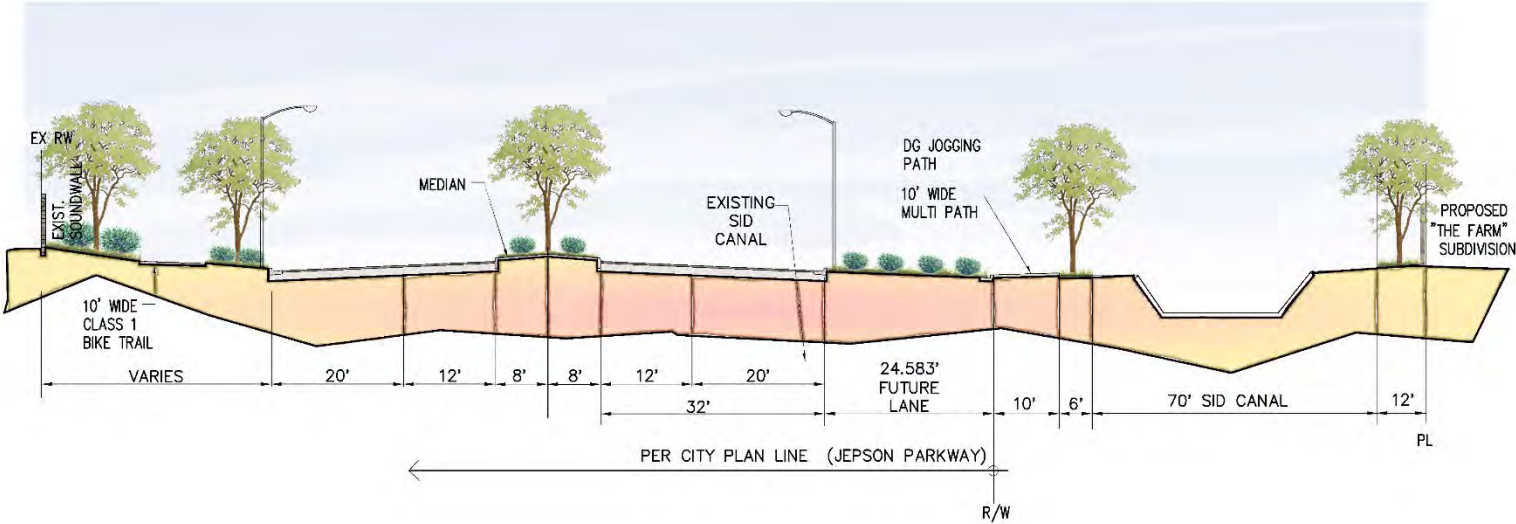 EX RW
EXIST.
SOUNDWALL
10' WIDE
CLASS 1
BIKE TRAIL
MEDIAN
EXISTING
SID
CANAL
DG JOGGING
PATH
10' WIDE
MULTI PATH
PROPOSED
"THE FARM"
SUBDIVISION
VARIES
20'
12'
8'
8'
12'
20'
32'
24.583'
FUTURE
LANE
10'
6'
70' SID CANAL
12'
PL
PER CITY PLAN LINE (JEPSON PARKWAY)
R/W